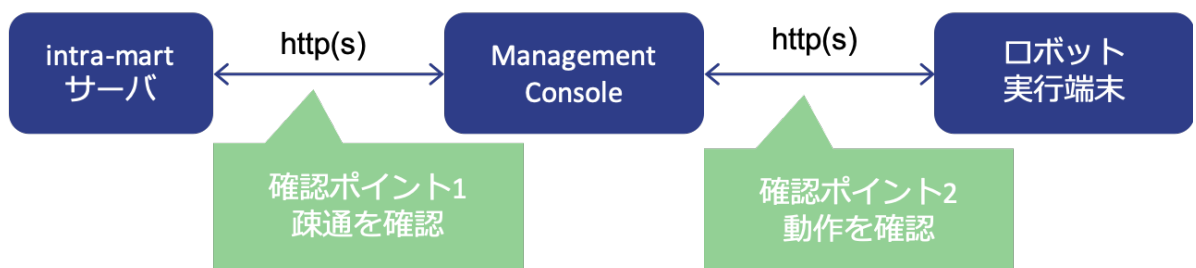 intra-mart
サーバ
http(s)
Management
Console
http(s)
ロボット
実行端末
確認ポイント1
疎通を確認
確認ポイント2
動作を確認